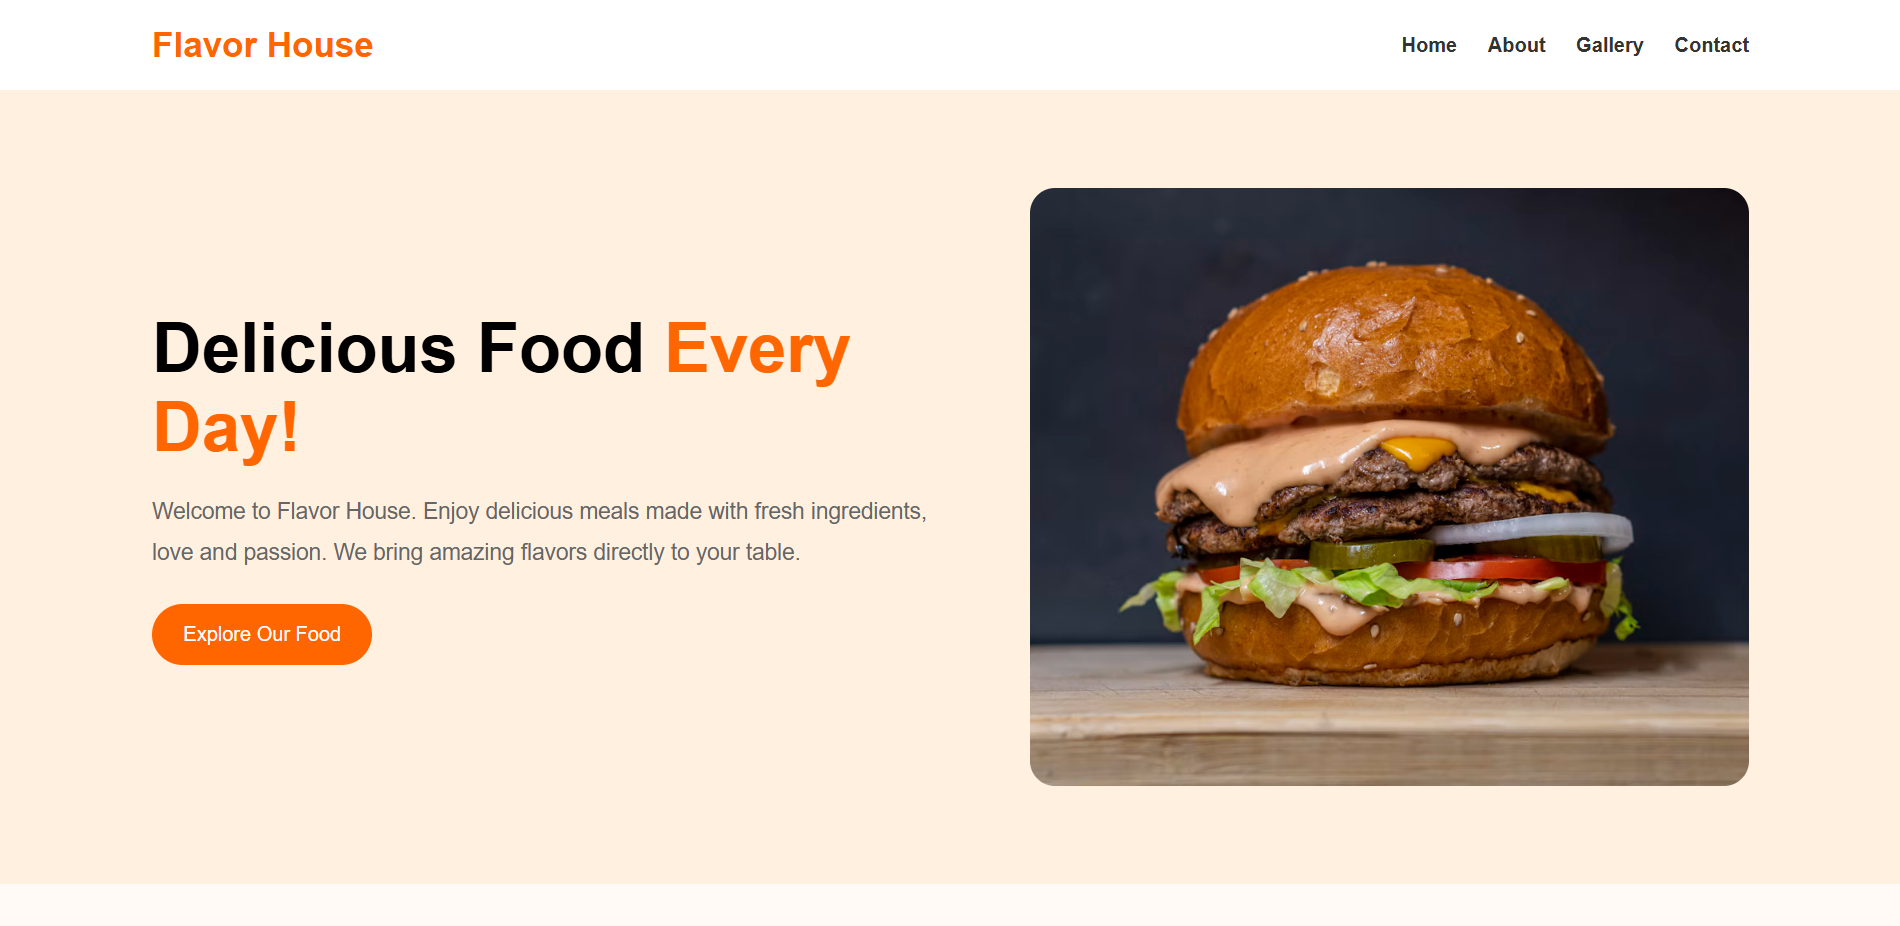 Flavor House
Home About Gallery Contact
Delicious Food Every
Day!
Welcome to Flavor House. Enjoy delicious meals made with fresh ingredients,
love and passion. We bring amazing flavors directly to your table.
Explore Our Food